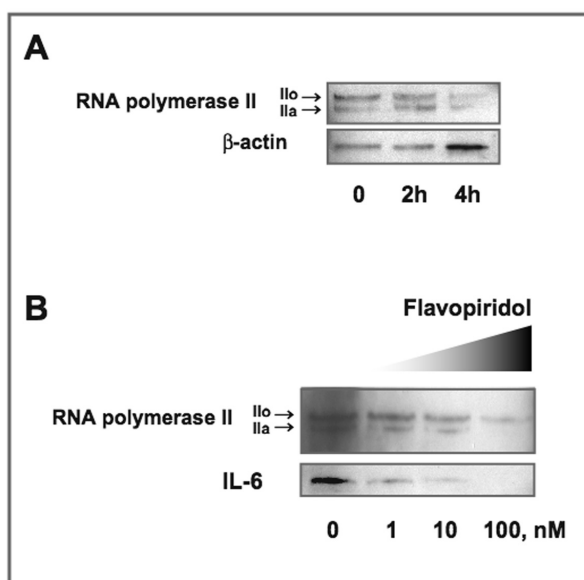 A
RNA polymerase II IIo →
IIa →
β-actin
0 2h 4h
B
Flavopiridol
RNA polymerase II IIo →
IIa →
IL-6
0 1 10 100, nM